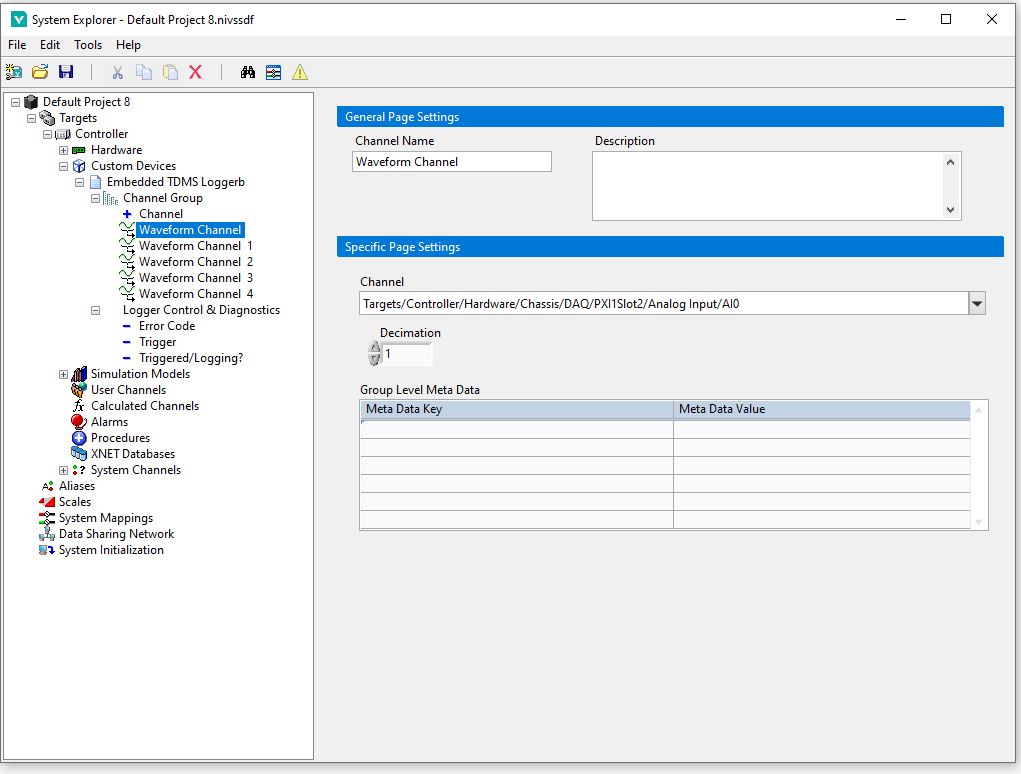 System Explorer - Default Project 8.nivssdf
File Edit Tools Help
Default Project 8
Targets
Controller
Hardware
Custom Devices
Embedded TDMS Loggerb
Channel Group
Channel
Waveform Channel
Waveform Channel 1
Waveform Channel 2
Waveform Channel 3
Waveform Channel 4
Logger Control & Diagnostics
Error Code
Trigger
Triggered/Logging?
Simulation Models
User Channels
Calculated Channels
Alarms
Procedures
XNET Databases
System Channels
Aliases
Scales
System Mappings
Data Sharing Network
System Initialization
General Page Settings
Channel Name Description
Waveform Channel
Specific Page Settings
Channel
Targets/Controller/Hardware/Chassis/DAQ/PXI1Slot2/Analog Input/AI0
Decimation
1
Group Level Meta Data
Meta Data Key Meta Data Value